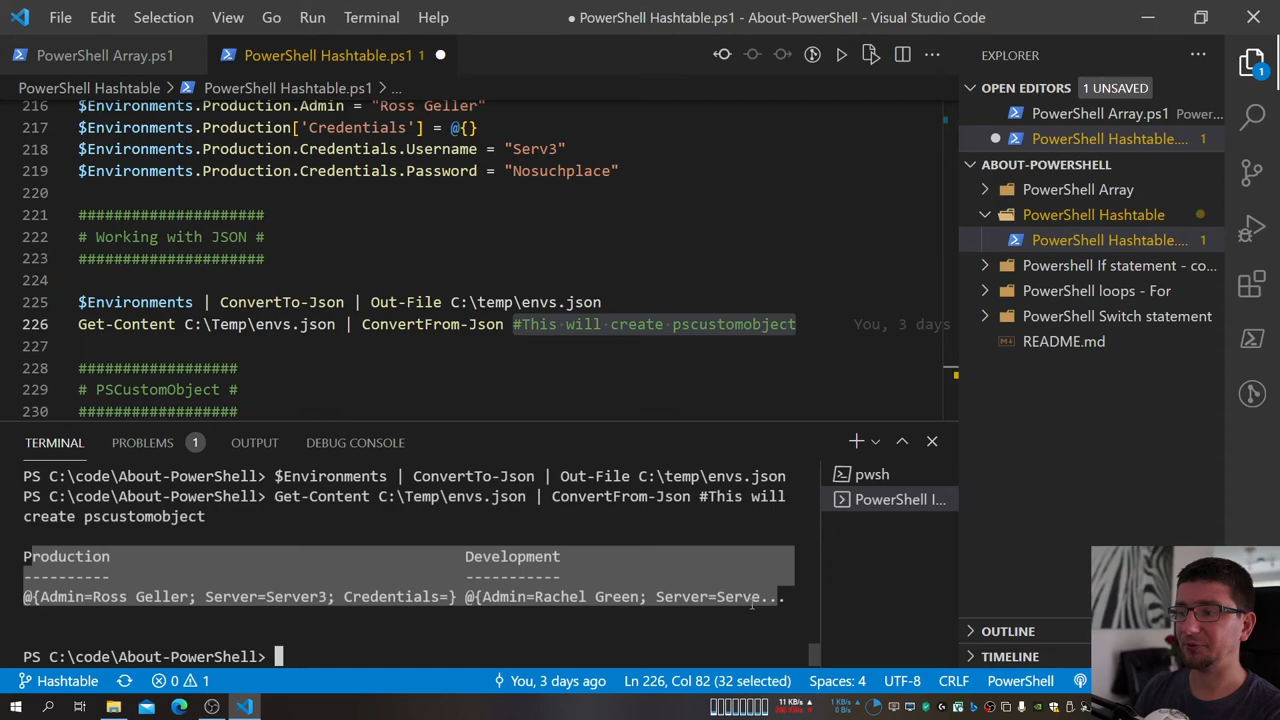 File Edit Selection View Go Run Terminal Help ● PowerShell Hashtable.ps1 - About-PowerShell - Visual Studio Code
PowerShell Array.ps1 PowerShell Hashtable.ps1 1
PowerShell Hashtable > PowerShell Hashtable.ps1 > ...
216 $Environments.Production.Admin = "Ross Geller"
217 $Environments.Production['Credentials'] = @{}
218 $Environments.Production.Credentials.Username = "Serv3"
219 $Environments.Production.Credentials.Password = "Nosuchplace"
220
221 #####################
222 # Working with JSON #
223 #####################
224
225 $Environments | ConvertTo-Json | Out-File C:\temp\envs.json
226 Get-Content C:\Temp\envs.json | ConvertFrom-Json #This·will·create·pscustomobject You, 3 days
227
228 ##################
229 # PSCustomObject #
230 ##################
TERMINAL PROBLEMS 1 OUTPUT DEBUG CONSOLE
PS C:\code\About-PowerShell> $Environments | ConvertTo-Json | Out-File C:\temp\envs.json
PS C:\code\About-PowerShell> Get-Content C:\Temp\envs.json | ConvertFrom-Json #This will
create pscustomobject
Production Development
---------- -----------
@{Admin=Ross Geller; Server=Server3; Credentials=} @{Admin=Rachel Green; Server=Serve...
PS C:\code\About-PowerShell>
pwsh
PowerShell I...
EXPLORER
OPEN EDITORS 1 UNSAVED
PowerShell Array.ps1 Power...
PowerShell Hashtable.... 1
ABOUT-POWERSHELL
PowerShell Array
PowerShell Hashtable
PowerShell Hashtable.... 1
Powershell If statement - co...
PowerShell loops - For
PowerShell Switch statement
README.md
OUTLINE
TIMELINE
1
Hashtable 0 1 You, 3 days ago Ln 226, Col 82 (32 selected) Spaces: 4 UTF-8 CRLF PowerShell